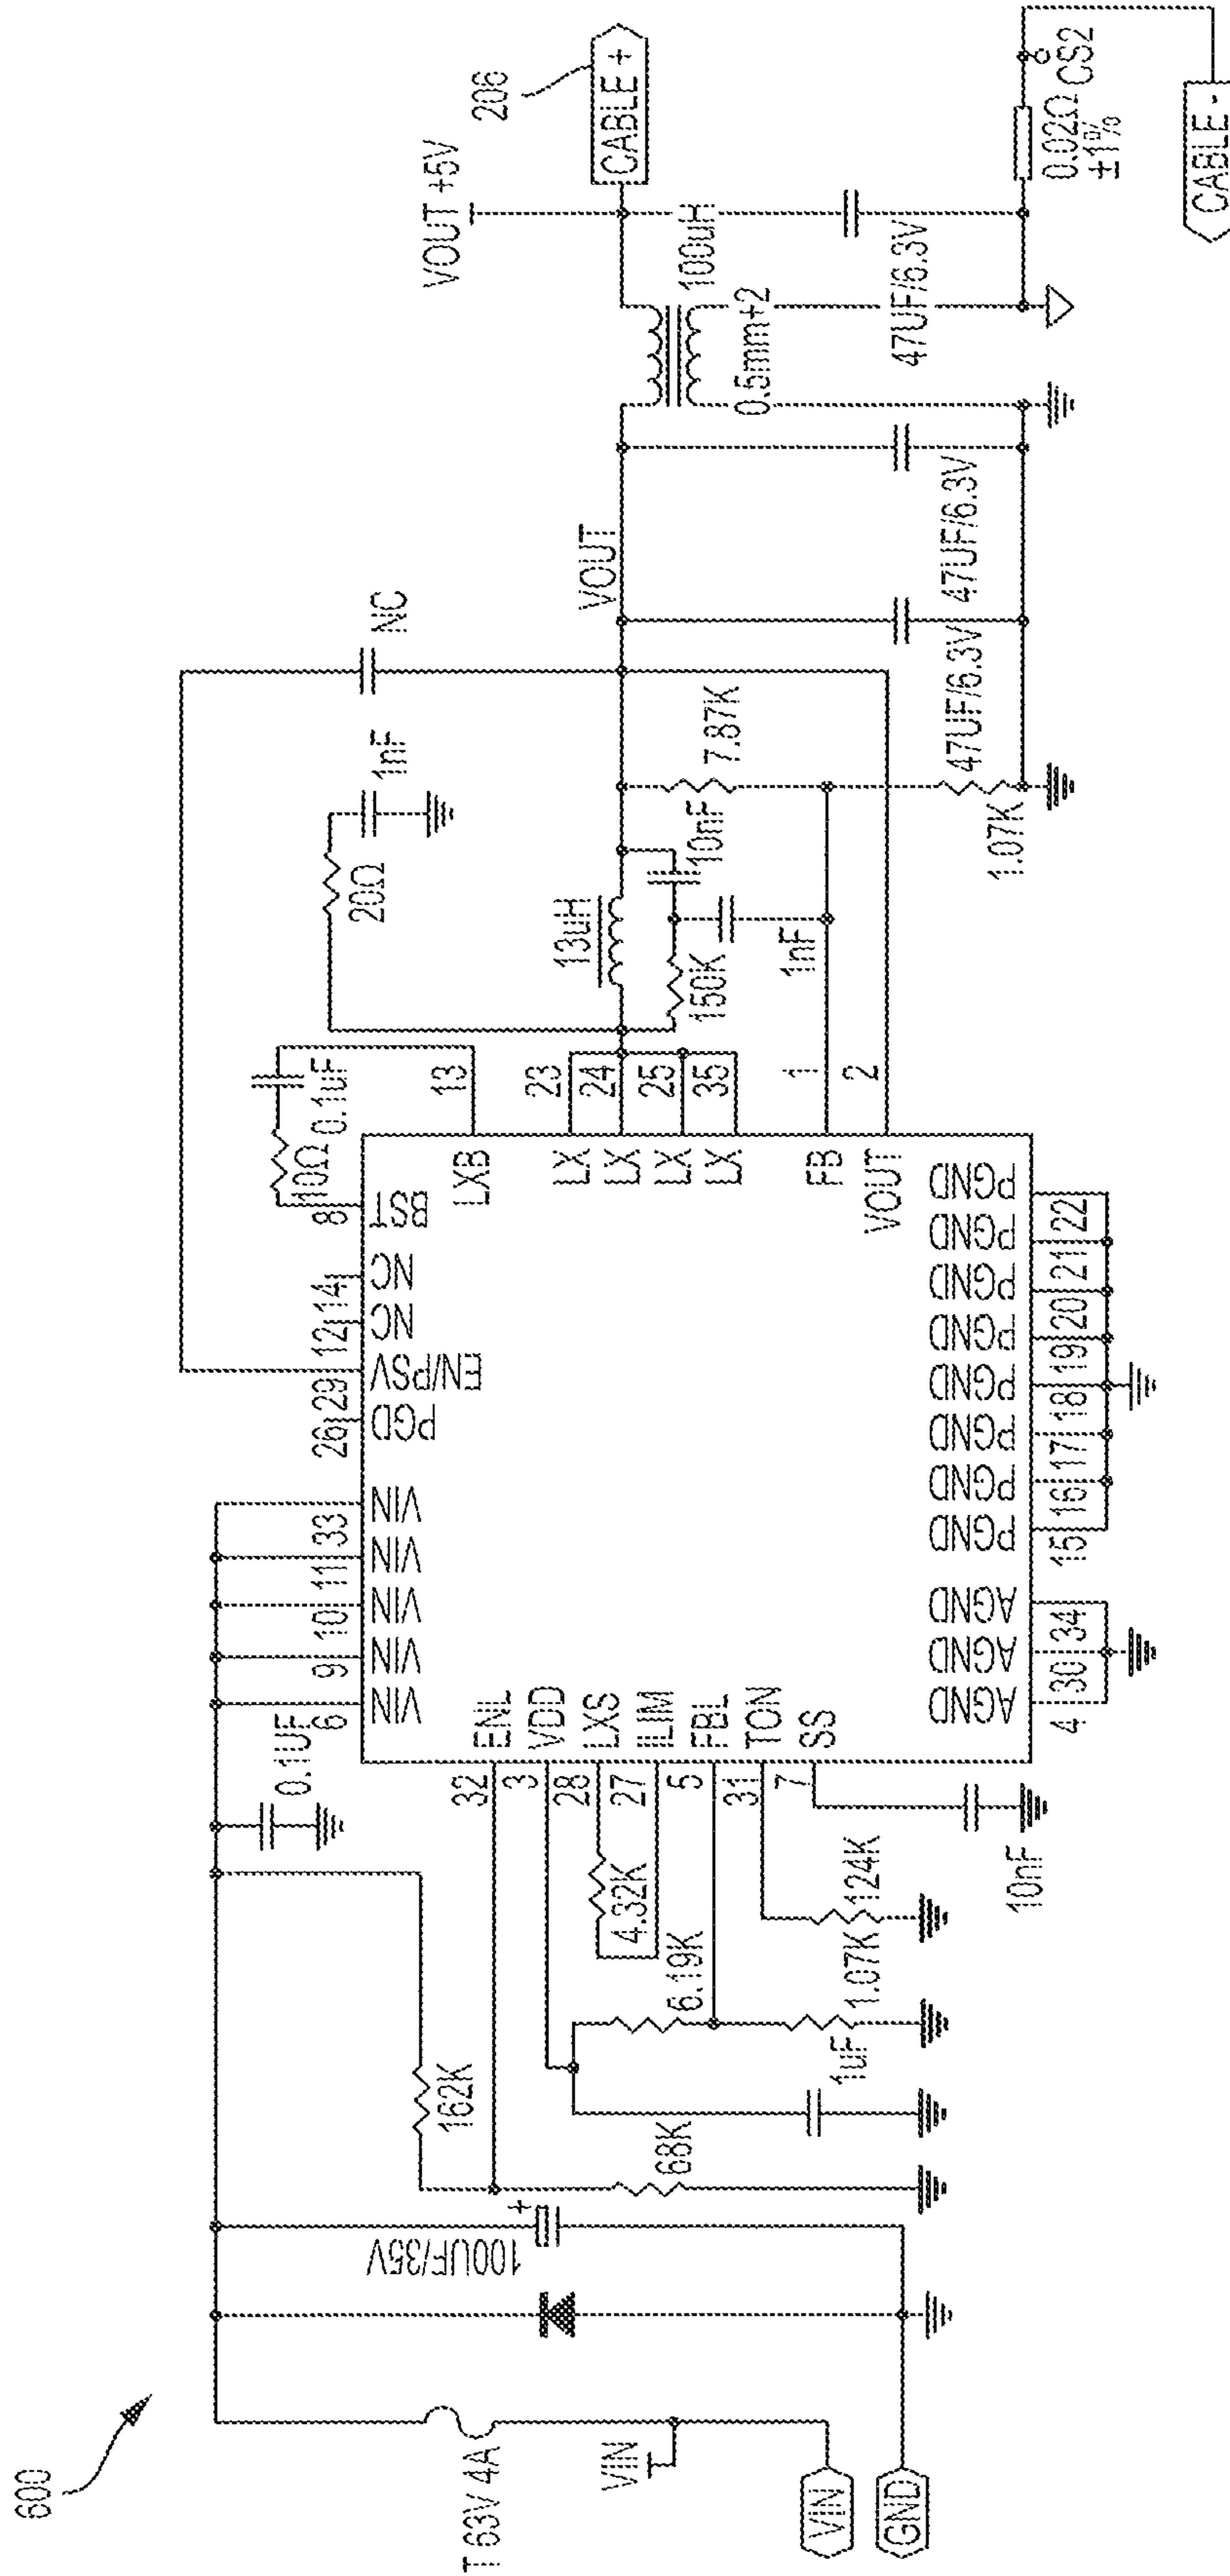 600
T 63V 4A
VIN
VIN
GND
100UF/35V
+
162K
68K
1uF
6.19K
1.07K
4.32K
124K
10nF
0.1UF
32
3
28
27
5
31
7
ENL
VDD
LXS
ILIM
FBL
TON
SS
6
9
10
11
33
26
29
12
14
8
VIN
VIN
VIN
VIN
VIN
PGD
EN/PSV
NC
NC
BST
AGND
AGND
AGND
PGND
PGND
PGND
PGND
PGND
PGND
PGND
PGND
4
30
34
15
16
17
18
19
20
21
22
LXB
LX
LX
LX
LX
FB
VOUT
13
23
24
25
35
1
2
10Ω
0.1uF
20Ω
1nF
NC
13uH
150K
10nF
1nF
7.87K
1.07K
VOUT
47UF/6.3V
47UF/6.3V
0.5mm+2
100uH
47UF/6.3V
VOUT +5V
206
CABLE +
0.02Ω
±1%
CS2
CABLE -